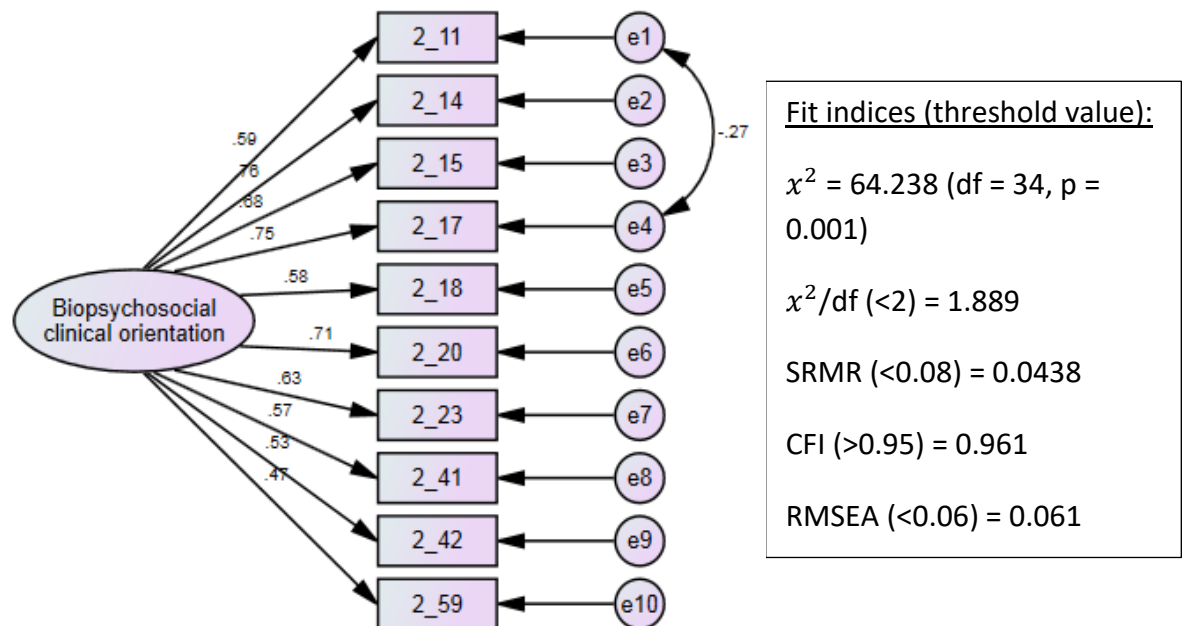 2_11
e1
2_14
e2
2_15
e3
2_17
e4
2_18
e5
2_20
e6
2_23
e7
2_41
e8
2_42
e9
2_59
e10
Biopsychosocial
clinical orientation
.59
.76
.68
.75
.58
.71
.63
.57
.53
.47
-.27
Fit indices (threshold value):
x² = 64.238 (df = 34, p =
0.001)
x²/df (<2) = 1.889
SRMR (<0.08) = 0.0438
CFI (>0.95) = 0.961
RMSEA (<0.06) = 0.061